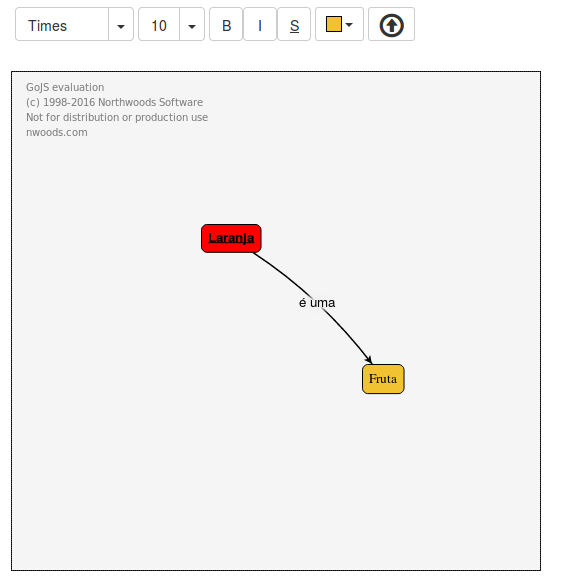 Times 10 B I S
GoJS evaluation
(c) 1998-2016 Northwoods Software
Not for distribution or production use
nwoods.com
Laranja
é uma
Fruta